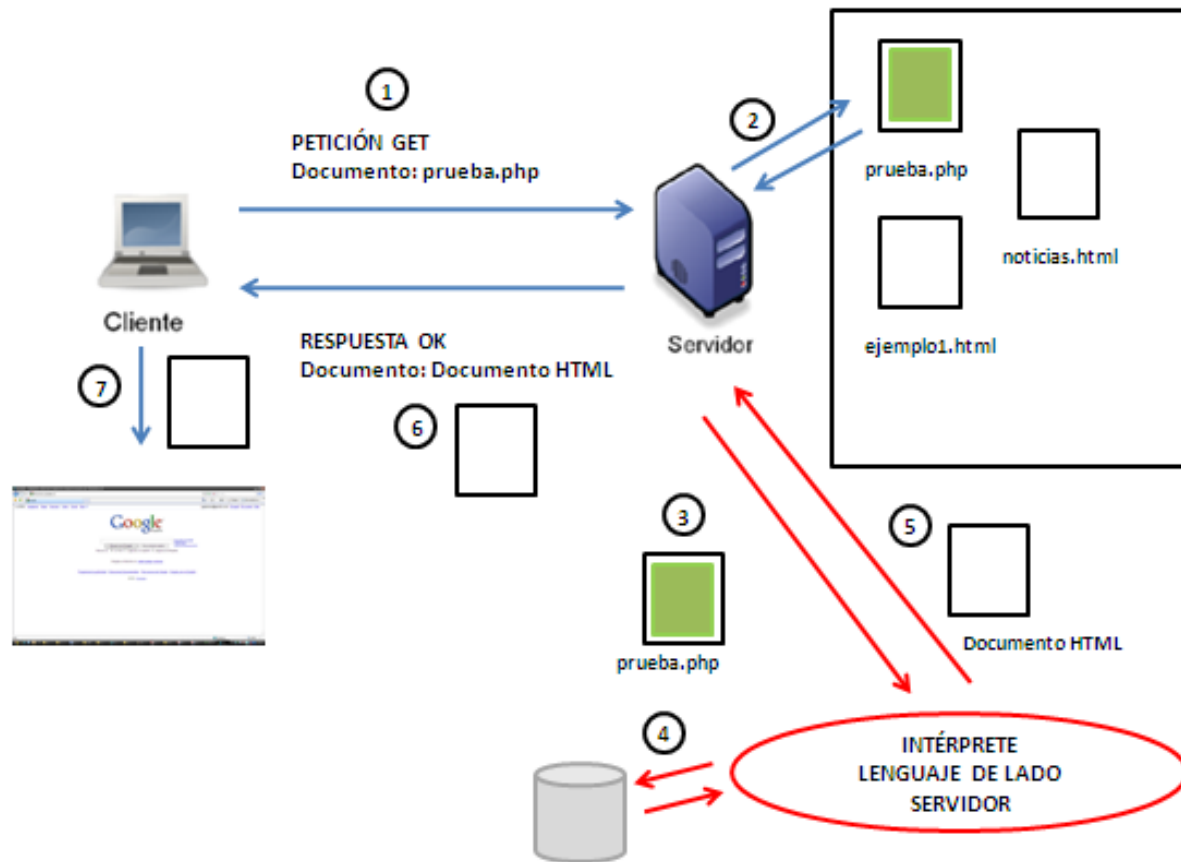 1
PETICIÓN GET
Documento: prueba.php
2
prueba.php
noticias.html
ejemplo1.html
Cliente
Servidor
RESPUESTA OK
Documento: Documento HTML
7
6
Google
3
prueba.php
5
Documento HTML
4
INTÉRPRETE
LENGUAJE DE LADO
SERVIDOR